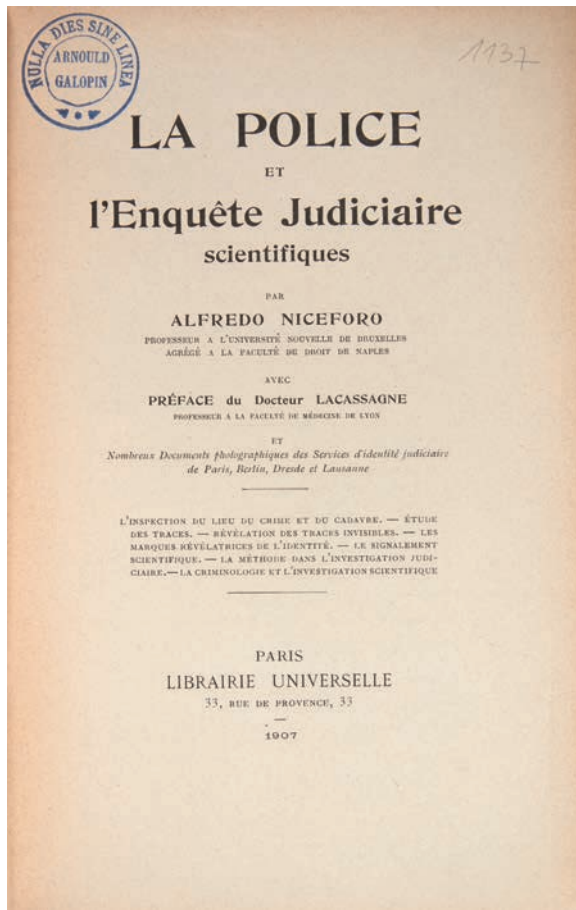 NULLA DIES SINE LINEA
ARNOULD
GALOPIN
1137
LA POLICE
ET
l'Enquête Judiciaire
scientifiques
PAR
ALFREDO NICEFORO
PROFESSEUR A L'UNIVERSITÉ NOUVELLE DE BRUXELLES
AGRÉGÉ A LA FACULTÉ DE DROIT DE NAPLES
AVEC
PRÉFACE du Docteur LACASSAGNE
PROFESSEUR A LA FACULTÉ DE MÉDECINE DE LYON
ET
Nombreux Documents photographiques des Services d'identité judiciaire
de Paris, Berlin, Dresde et Lausanne
L'INSPECTION DU LIEU DU CRIME ET DU CADAVRE. — ÉTUDE
DES TRACES. — RÉVÉLATION DES TRACES INVISIBLES. — LES
MARQUES RÉVÉLATRICES DE L'IDENTITÉ. — LE SIGNALEMENT
SCIENTIFIQUE. — LA MÉTHODE DANS L'INVESTIGATION JUDI-
CIAIRE. — LA CRIMINOLOGIE ET L'INVESTIGATION SCIENTIFIQUE
PARIS
LIBRAIRIE UNIVERSELLE
33, RUE DE PROVENCE, 33
1907